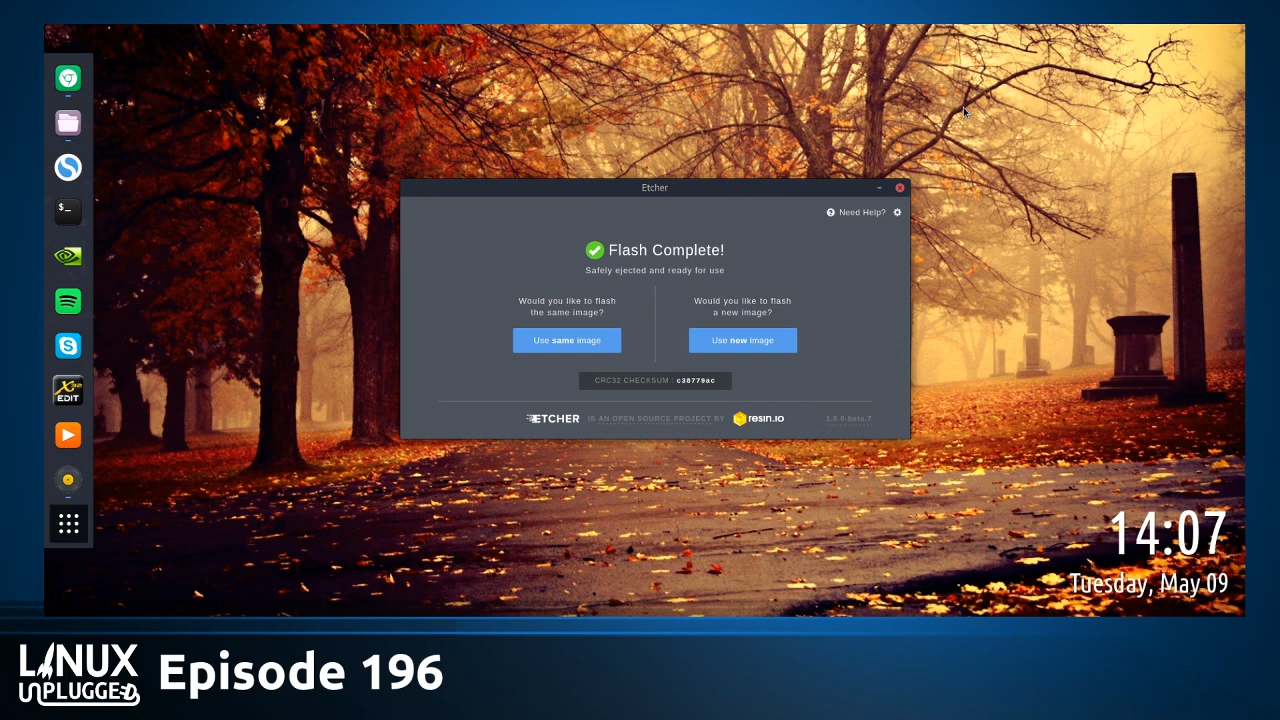 Etcher
Need Help?
Flash Complete!
Safely ejected and ready for use
Would you like to flash
the same image?
Use same image
Would you like to flash
a new image?
Use new image
CRC32 CHECKSUM : c38779ac
ETCHER IS AN OPEN SOURCE PROJECT BY resin.io 1.0.0-beta.7
>_
X
EDIT
14:07
Tuesday, May 09
LINUX
UNPLUGGED
Episode 196